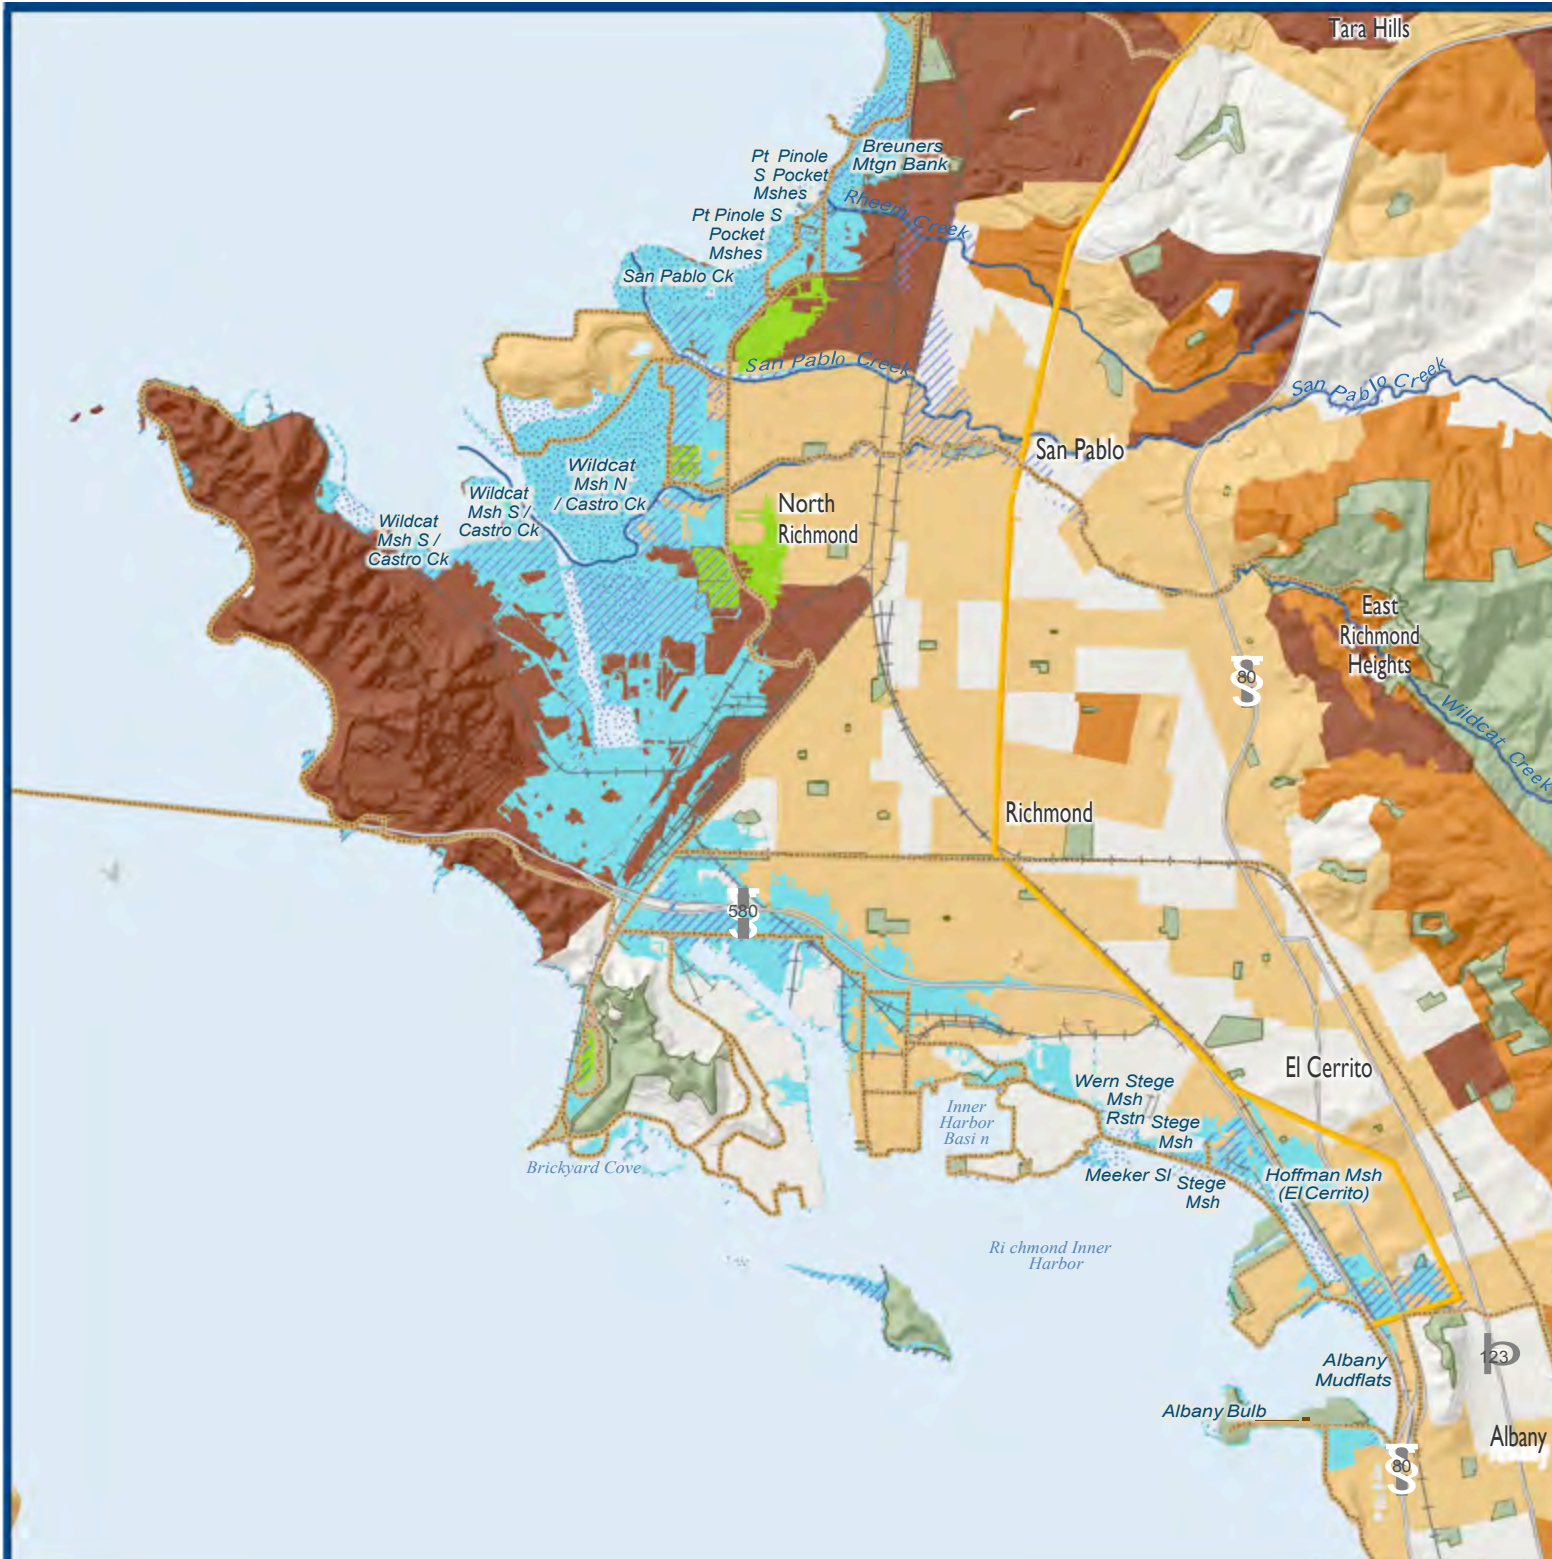 Tara Hills
Breuners
Mtgn Bank
Pt Pinole
S Pocket
Mshes
Rheem Creek
Pt Pinole S
Pocket
Mshes
San Pablo Ck
San Pablo Creek
San Pablo Creek
San Pablo
Wildcat
Msh N
/ Castro Ck
Wildcat
Msh S /
Castro Ck
Wildcat
Msh S /
Castro Ck
North
Richmond
East
Richmond
Heights
80
Wildcat Creek
Richmond
580
El Cerrito
Wern Stege
Msh
Rstn Stege
Msh
Inner
Harbor
Basi n
Brickyard Cove
Meeker Sl
Stege
Msh
Hoffman Msh
(El Cerrito)
Ri chmond Inner
Harbor
123
Albany
Mudflats
Albany Bulb
Albany
80